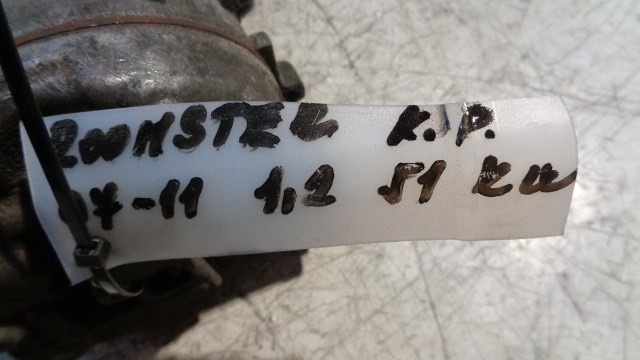 ROOMSTER K.P.
07-11 1,2 51 KW